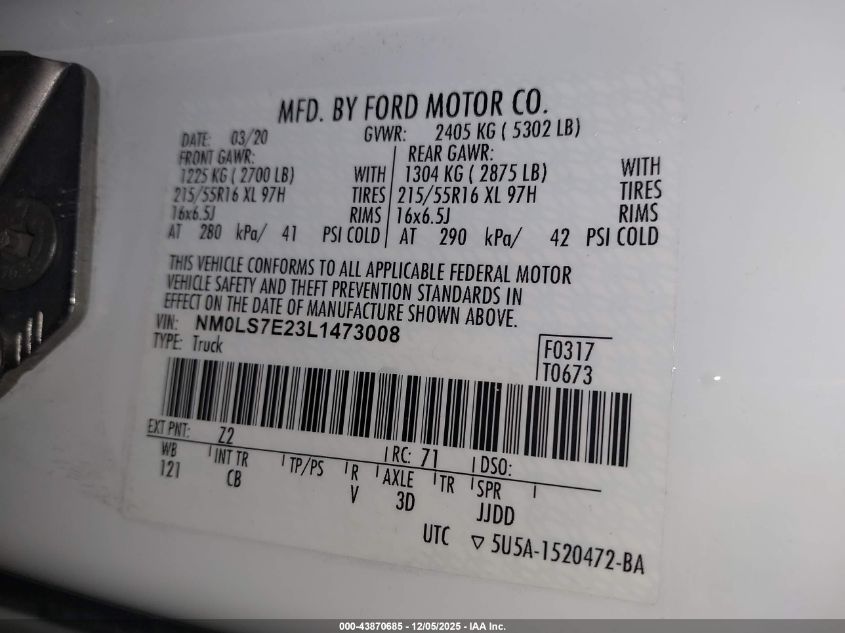 MFD. BY FORD MOTOR CO.
DATE: 03/20 GVWR: 2405 KG ( 5302 LB)
FRONT GAWR: REAR GAWR:
1225 KG ( 2700 LB) WITH 1304 KG ( 2875 LB) WITH
215/55R16 XL 97H TIRES 215/55R16 XL 97H TIRES
16x6.5J RIMS 16x6.5J RIMS
AT 280 kPa/ 41 PSI COLD AT 290 kPa/ 42 PSI COLD
THIS VEHICLE CONFORMS TO ALL APPLICABLE FEDERAL MOTOR
VEHICLE SAFETY AND THEFT PREVENTION STANDARDS IN
EFFECT ON THE DATE OF MANUFACTURE SHOWN ABOVE.
VIN: NM0LS7E23L1473008
TYPE: Truck
F0317
T0673
EXT PNT: Z2 RC: 71 DSO:
WB INT TR TP/PS R AXLE TR SPR
121 CB V 3D JJDD
UTC ▽ 5U5A-1520472-BA
000-43870685 - 12/05/2025 - IAA Inc.